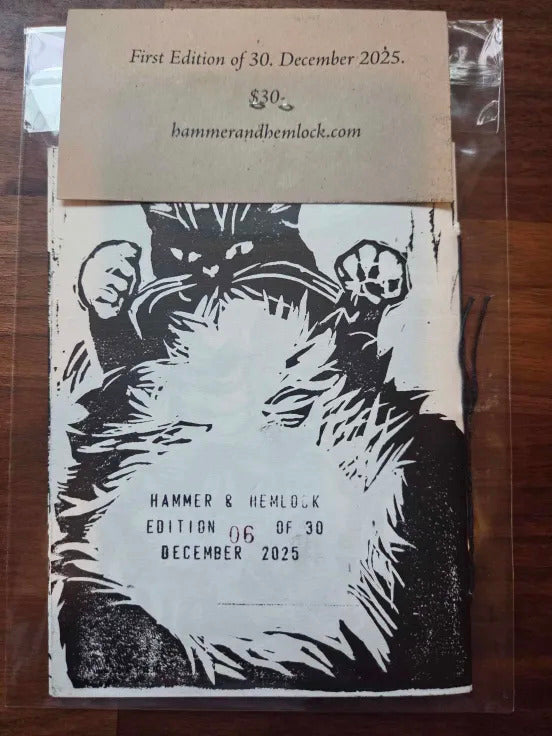 First Edition of 30. December 2025.
$30-
hammerandhemlock.com
HAMMER & HEMLOCK
EDITION 06 OF 30
DECEMBER 2025